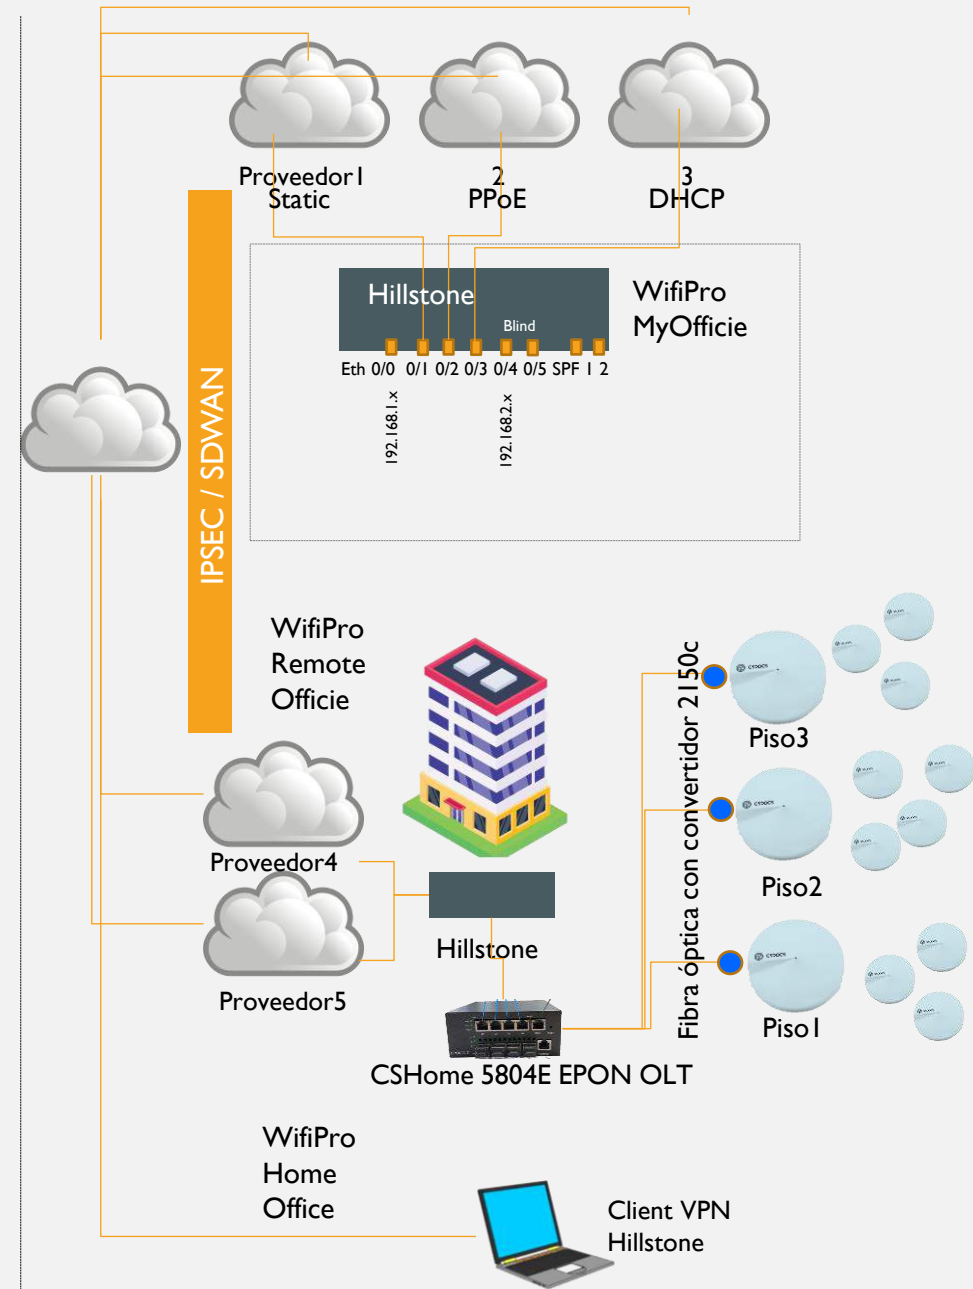 Proveedor1
Static
2
PPoE
3
DHCP
Hillstone
Blind
WifiPro
MyOfficie
Eth 0/0 0/1 0/2 0/3 0/4 0/5 SPF 1 2
192.168.1.x
192.168.2.x
IPSEC / SDWAN
WifiPro
Remote
Officie
Proveedor4
Proveedor5
Hillstone
CSHome 5804E EPON OLT
Fibra óptica con convertidor 2150c
Piso3
Piso2
Piso1
WifiPro
Home
Office
Client VPN
Hillstone